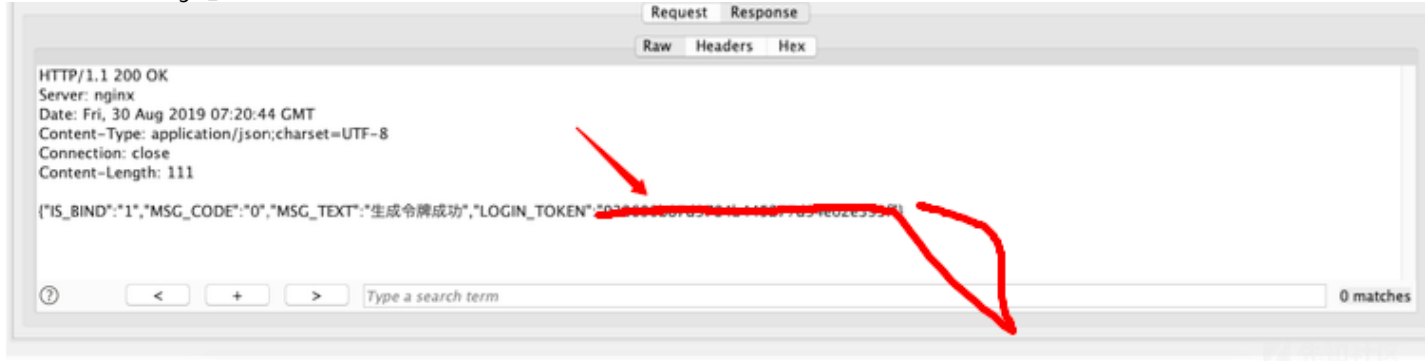 Request Response
Raw Headers Hex
HTTP/1.1 200 OK
Server: nginx
Date: Fri, 30 Aug 2019 07:20:44 GMT
Content-Type: application/json;charset=UTF-8
Connection: close
Content-Length: 111
{"IS_BIND":"1","MSG_CODE":"0","MSG_TEXT":"生成令牌成功","LOGIN_TOKEN":"
? < + > Type a search term 0 matches